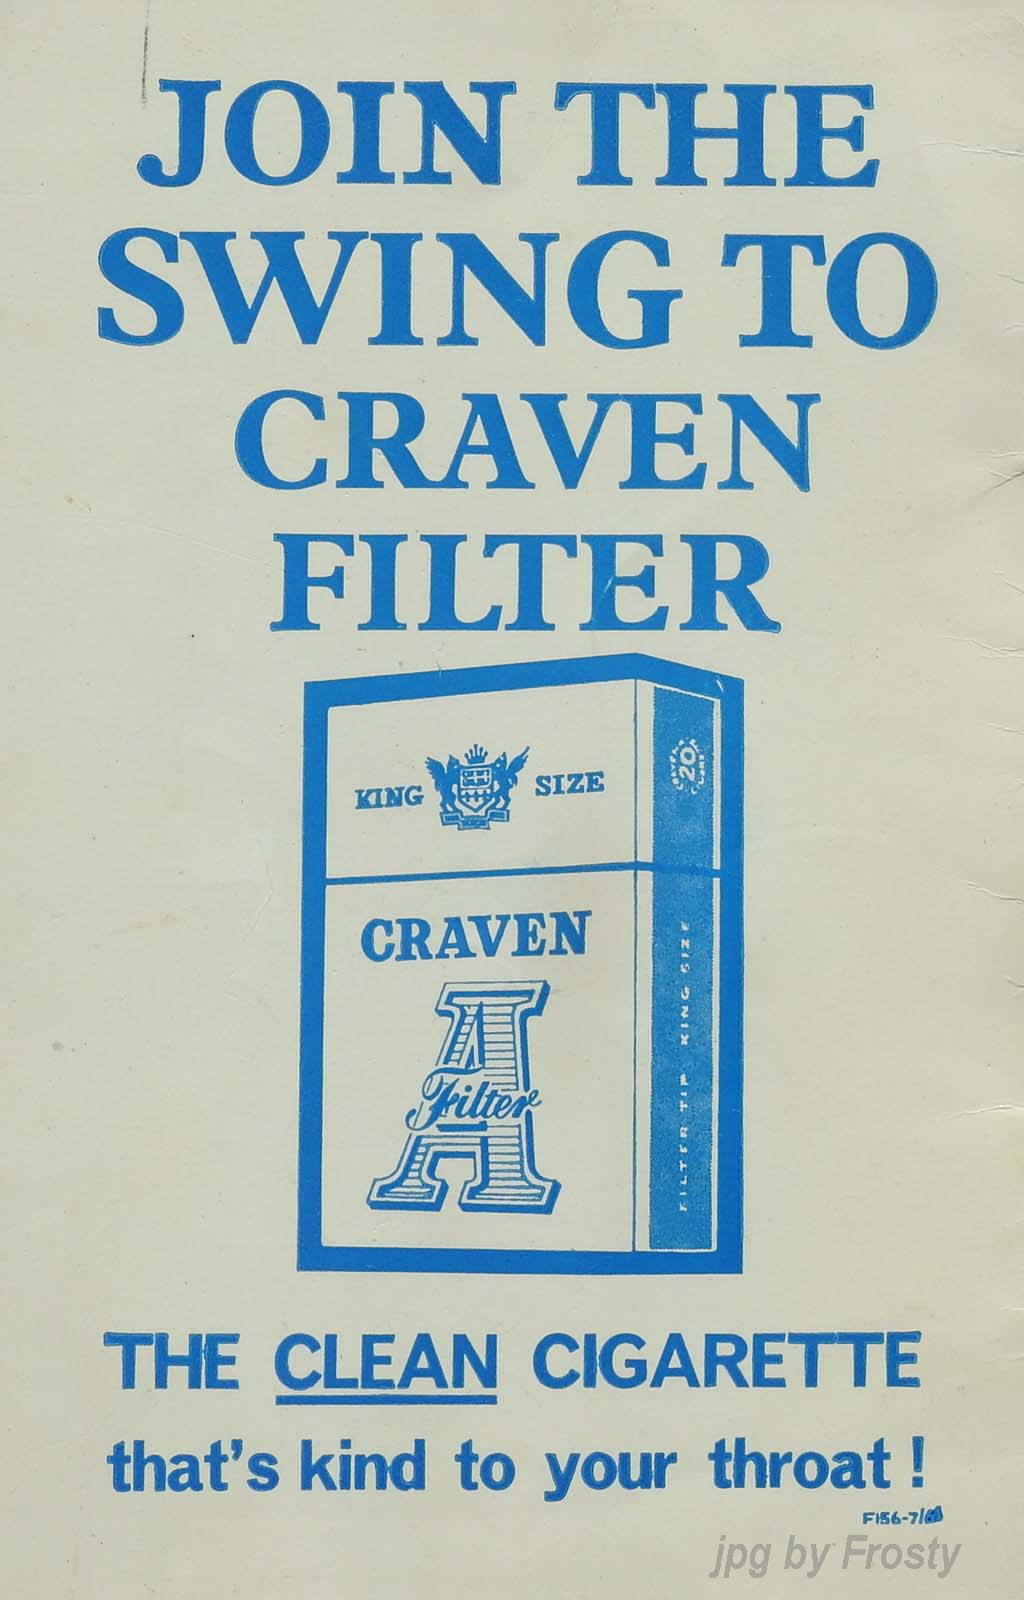 JOIN THE
SWING TO
CRAVEN
FILTER
KING SIZE
20
CRAVEN
A
Filter
FILTER TIP KING SIZE
THE CLEAN CIGARETTE
that's kind to your throat!
jpg by Frosty